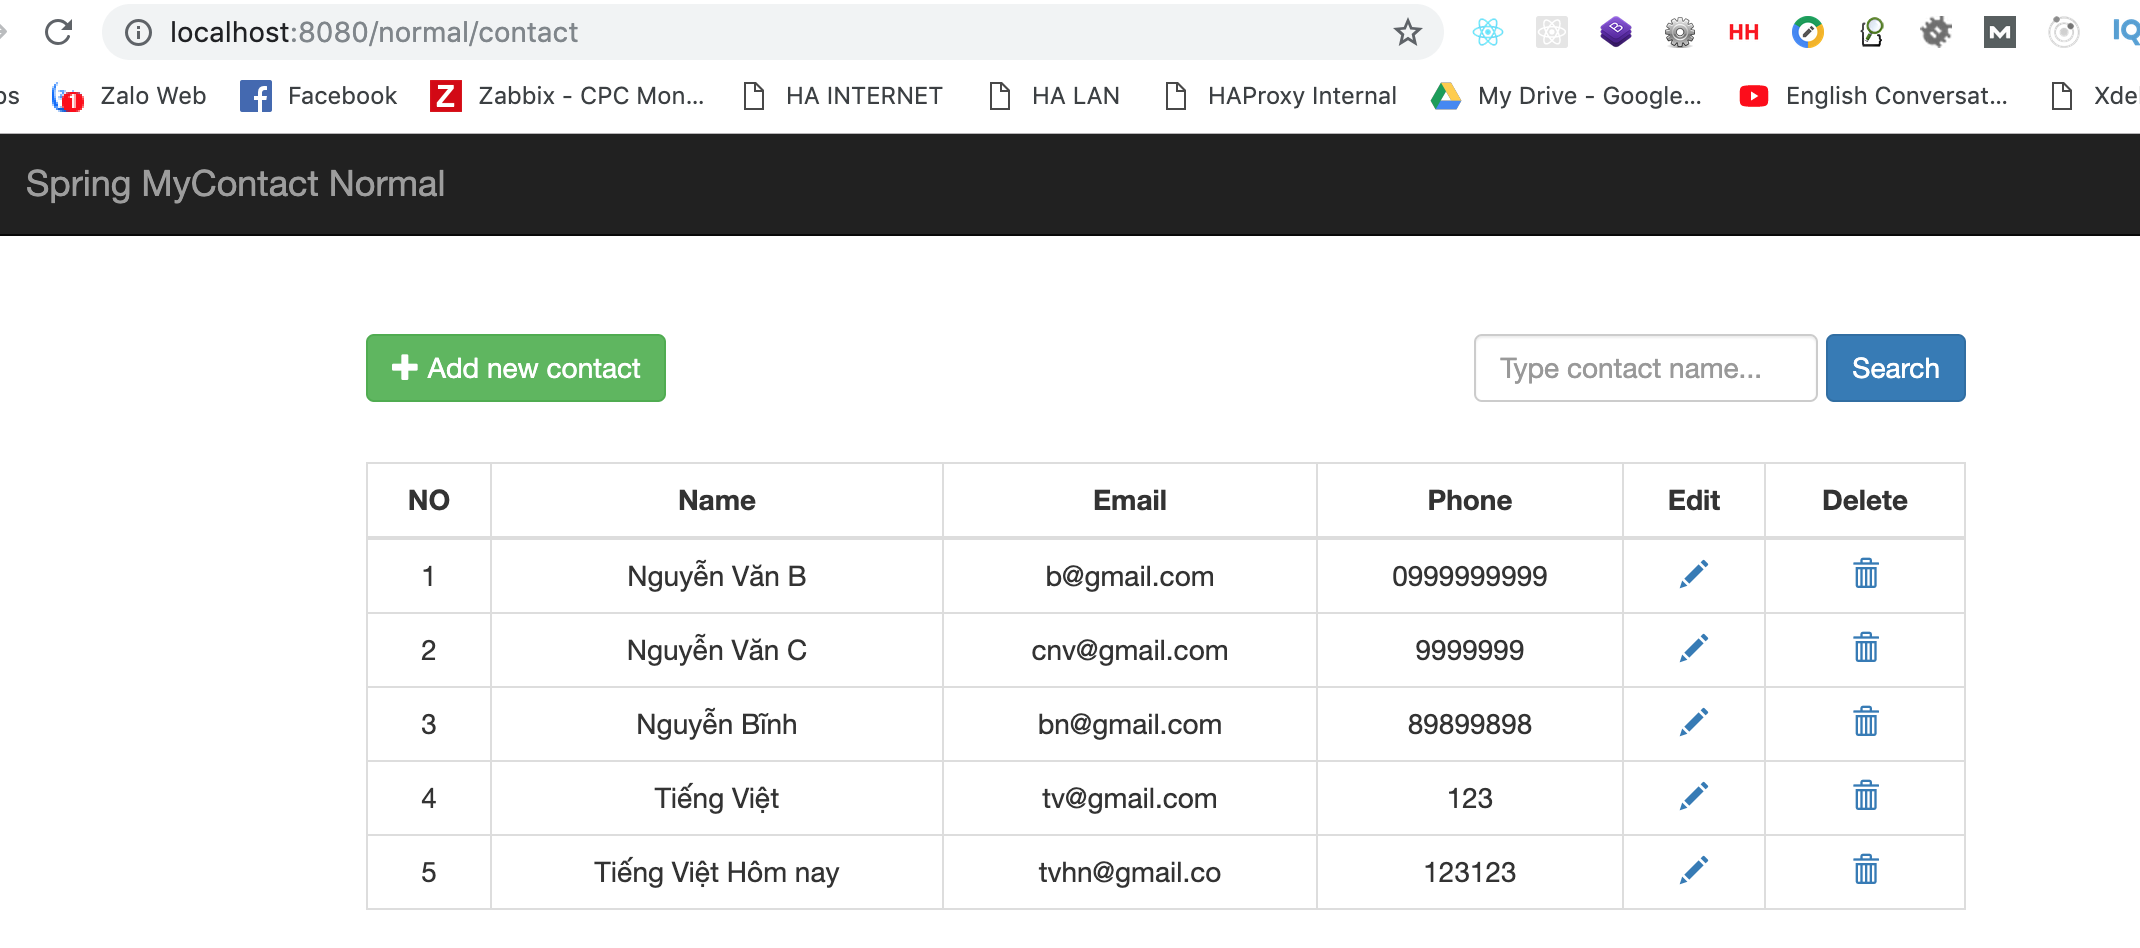 localhost:8080/normal/contact
HH
IQ
ps Zalo Web Facebook Z Zabbix - CPC Mon... HA INTERNET HA LAN HAProxy Internal My Drive - Google... English Conversat... Xde
Spring MyContact Normal
Add new contact Type contact name... Search
NO Name Email Phone Edit Delete
1 Nguyễn Văn B b@gmail.com 0999999999
2 Nguyễn Văn C cnv@gmail.com 9999999
3 Nguyễn Bĩnh bn@gmail.com 89899898
4 Tiếng Việt tv@gmail.com 123
5 Tiếng Việt Hôm nay tvhn@gmail.co 123123